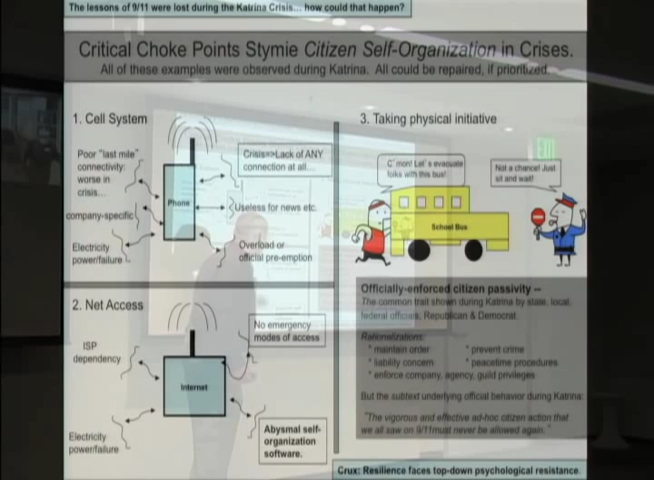 The lessons of 9/11 were lost during the Katrina Crisis... how could that happen?
Critical Choke Points Stymie Citizen Self-Organization in Crises.
All of these examples were observed during Katrina. All could be repaired, if prioritized.
1. Cell System
Poor "last mile"
connectivity:
worse in
crisis...
company-specific
Electricity
power/failure
Phone
Crisis=>Lack of ANY
connection at all...
Useless for news etc.
Overload or
official pre-emption
2. Net Access
ISP
dependency
Electricity
power/failure
Internet
No emergency
modes of access
Abysmal self-
organization
software.
3. Taking physical initiative
C'mon! Let's evacuate
folks with this bus!
Not a chance! Just
sit and wait!
EXIT
School Bus
Officially-enforced citizen passivity --
The common trait shown during Katrina by state, local,
federal officials, Republican & Democrat.
Rationalizations:
* maintain order
* prevent crime
* liability concern
* peacetime procedures
* enforce company, agency, guild privileges
But the subtext underlying official behavior during Katrina:
"The vigorous and effective ad-hoc citizen action that
we all saw on 9/11must never be allowed again."
Crux: Resilience faces top-down psychological resistance.